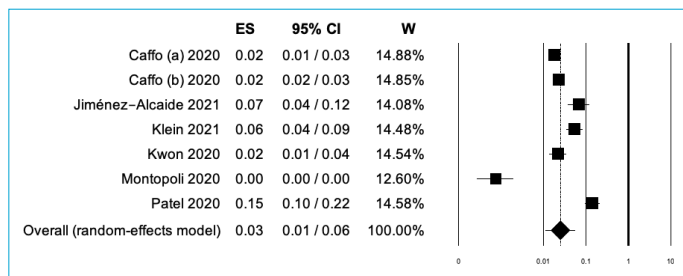 ES 95% CI W
Caffo (a) 2020 0.02 0.01 / 0.03 14.88%
Caffo (b) 2020 0.02 0.02 / 0.03 14.85%
Jiménez−Alcaide 2021 0.07 0.04 / 0.12 14.08%
Klein 2021 0.06 0.04 / 0.09 14.48%
Kwon 2020 0.02 0.01 / 0.04 14.54%
Montopoli 2020 0.00 0.00 / 0.00 12.60%
Patel 2020 0.15 0.10 / 0.22 14.58%
Overall (random-effects model) 0.03 0.01 / 0.06 100.00%
0 0.01 0.1 1 10